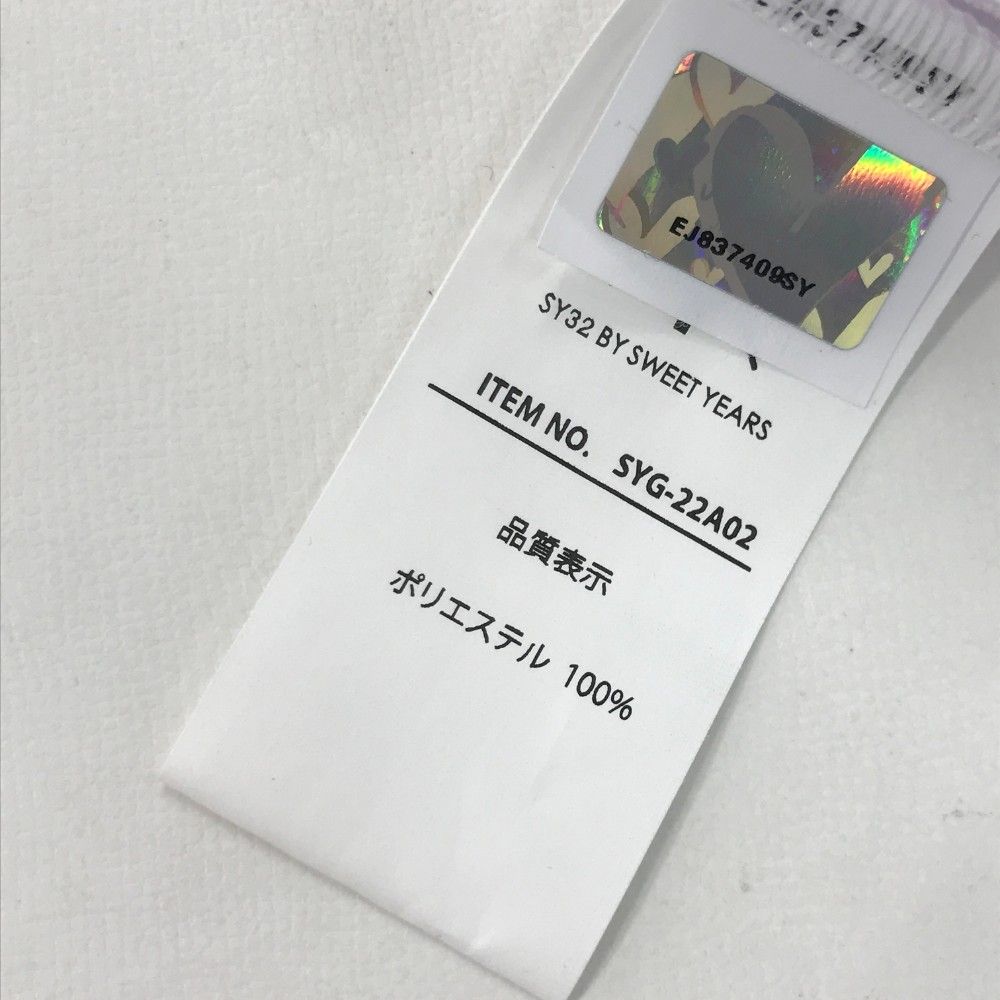 EJ837409SY
SY32 BY SWEET YEARS
ITEM NO. SYG-22A02
品質表示
ポリエステル 100%